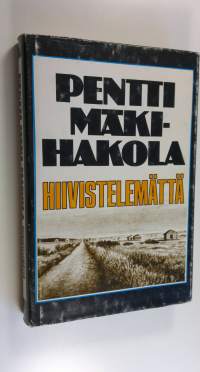 PENTTI
MÄKI-
HAKOLA
HIIVISTELEMÄTTÄ